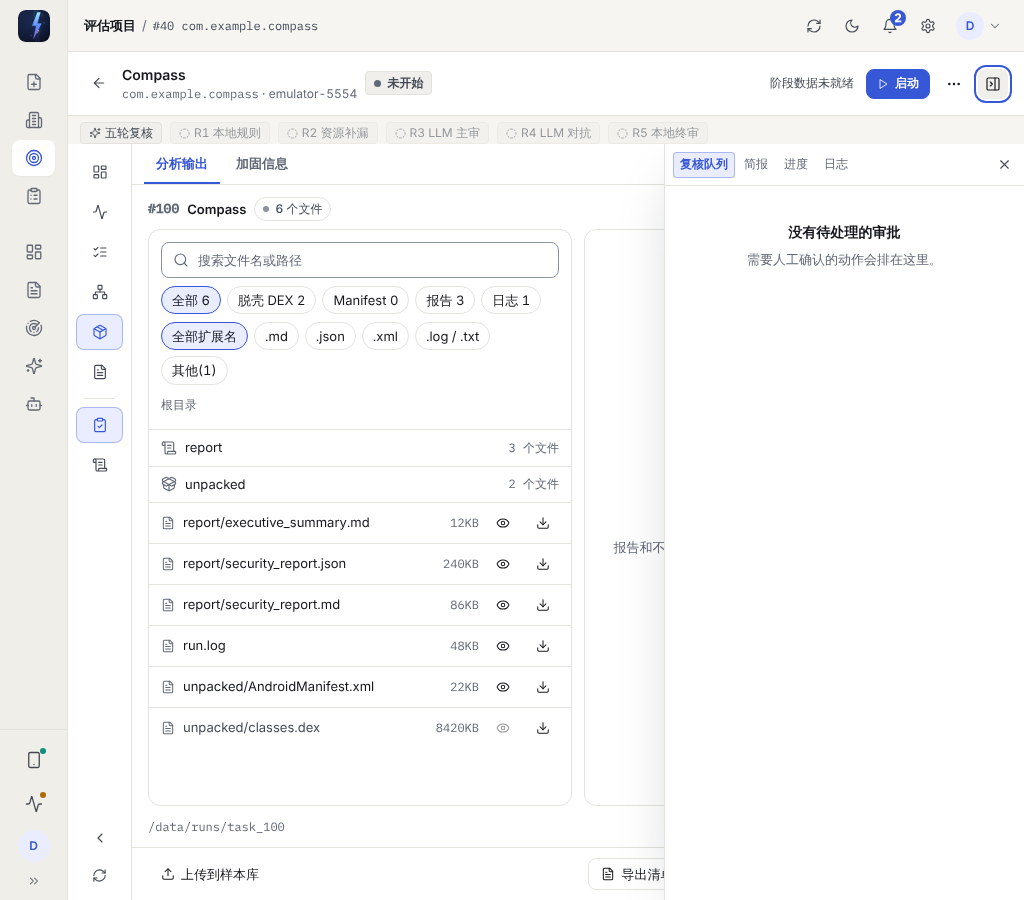 评估项目 / #40 com.example.compass
2
D
Compass
com.example.compass · emulator-5554
未开始
阶段数据未就绪
启动
五轮复核
R1 本地规则
R2 资源补漏
R3 LLM 主审
R4 LLM 对抗
R5 本地终审
分析输出
加固信息
复核队列
简报
进度
日志
#100 Compass
6 个文件
没有待处理的审批
需要人工确认的动作会排在这里。
搜索文件名或路径
全部 6
脱壳 DEX 2
Manifest 0
报告 3
日志 1
全部扩展名
.md
.json
.xml
.log / .txt
其他(1)
根目录
report
3 个文件
unpacked
2 个文件
report/executive_summary.md
12KB
report/security_report.json
240KB
report/security_report.md
86KB
run.log
48KB
unpacked/AndroidManifest.xml
22KB
unpacked/classes.dex
8420KB
报告和不
/data/runs/task_100
D
上传到样本库
导出清